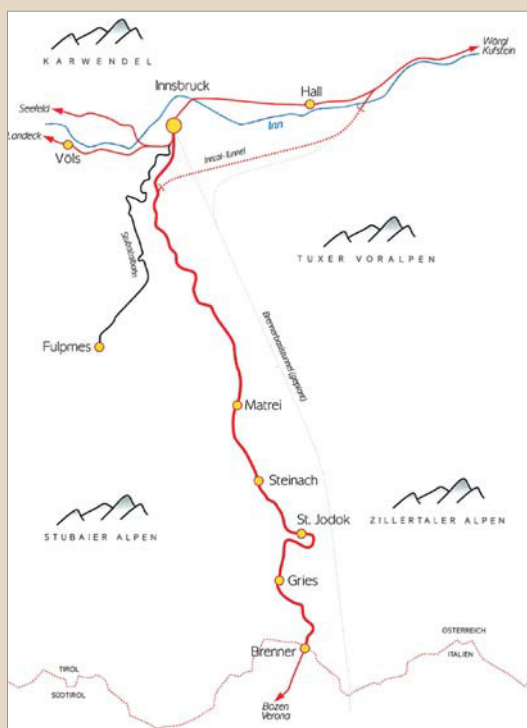 KARWENDEL
Wörgl
Kufstein
Innsbruck
Hall
Seefeld
Landeck
Inn
Völs
Inntal-Tunnel
Stubaitalbahn
TUXER VORALPEN
Brennerbasistunnel (geplant)
Fulpmes
Matrei
Steinach
STUBAIER ALPEN
ZILLERTALER ALPEN
St. Jodok
Gries
Brenner
ÖSTERREICH
ITALIEN
TIROL
SÜDTIROL
Bozen
Verona